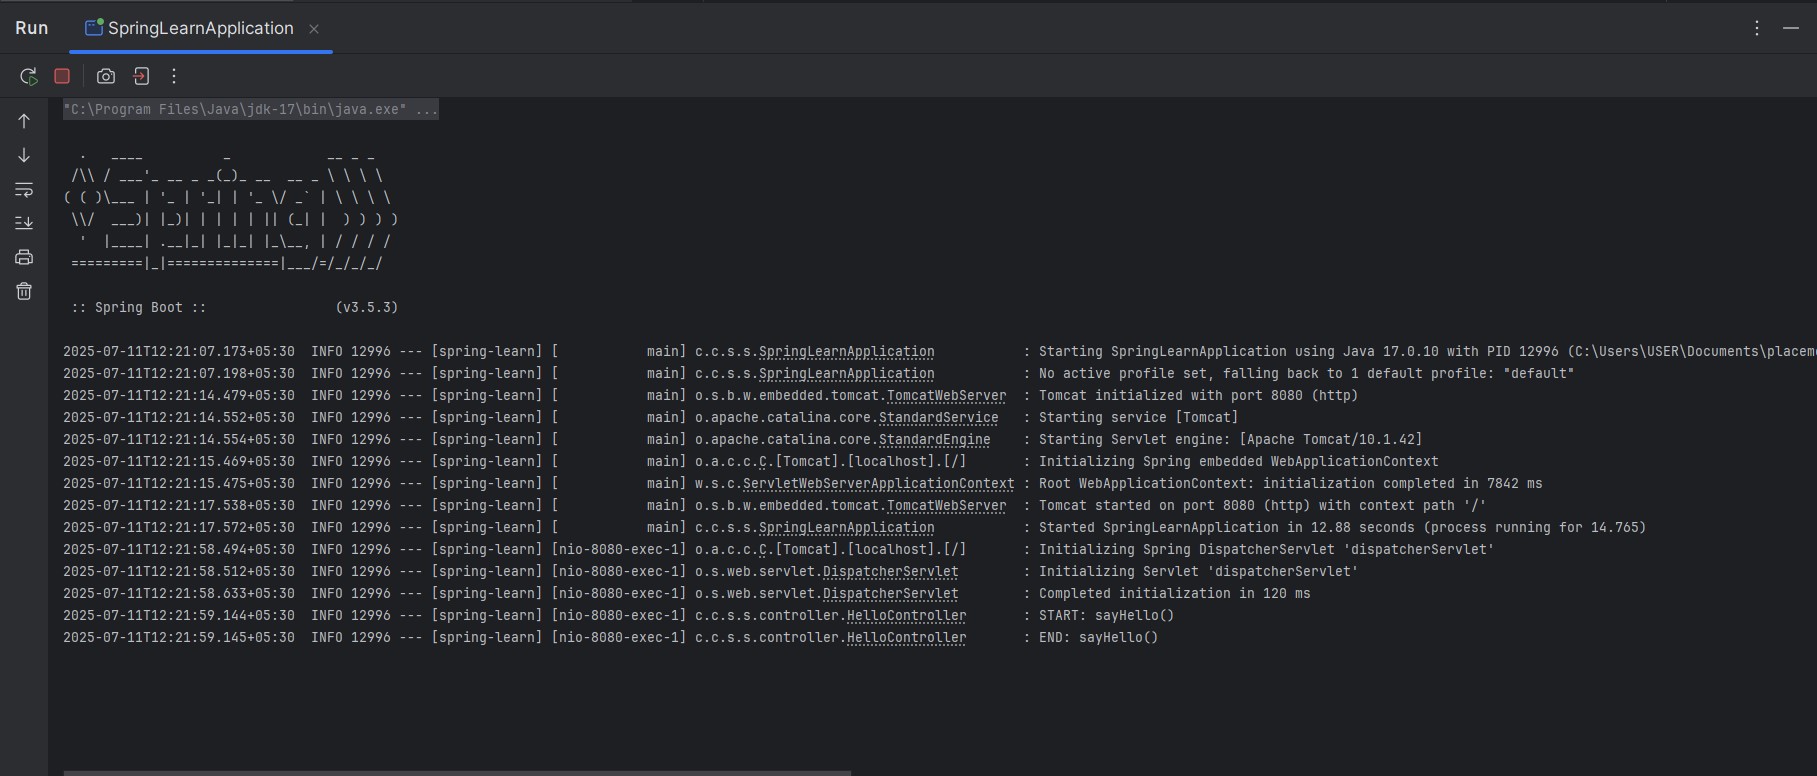 Run SpringLearnApplication
"C:\Program Files\Java\jdk-17\bin\java.exe" ...
  .   ____          _            __ _ _
 /\\ / ___'_ __ _ _(_)_ __  __ _ \ \ \ \
( ( )\___ | '_ | '_| | '_ \/ _` | \ \ \ \
 \\/  ___)| |_)| | | | | || (_| |  ) ) ) )
  '  |____| .__|_| |_|_| |_\__, | / / / /
 =========|_|==============|___/=/_/_/_/
 :: Spring Boot ::                (v3.5.3)
2025-07-11T12:21:07.173+05:30  INFO 12996 --- [spring-learn] [           main] c.c.s.s.SpringLearnApplication           : Starting SpringLearnApplication using Java 17.0.10 with PID 12996 (C:\Users\USER\Documents\placem
2025-07-11T12:21:07.198+05:30  INFO 12996 --- [spring-learn] [           main] c.c.s.s.SpringLearnApplication           : No active profile set, falling back to 1 default profile: "default"
2025-07-11T12:21:14.479+05:30  INFO 12996 --- [spring-learn] [           main] o.s.b.w.embedded.tomcat.TomcatWebServer  : Tomcat initialized with port 8080 (http)
2025-07-11T12:21:14.552+05:30  INFO 12996 --- [spring-learn] [           main] o.apache.catalina.core.StandardService   : Starting service [Tomcat]
2025-07-11T12:21:14.554+05:30  INFO 12996 --- [spring-learn] [           main] o.apache.catalina.core.StandardEngine    : Starting Servlet engine: [Apache Tomcat/10.1.42]
2025-07-11T12:21:15.469+05:30  INFO 12996 --- [spring-learn] [           main] o.a.c.c.C.[Tomcat].[localhost].[/]       : Initializing Spring embedded WebApplicationContext
2025-07-11T12:21:15.475+05:30  INFO 12996 --- [spring-learn] [           main] w.s.c.ServletWebServerApplicationContext : Root WebApplicationContext: initialization completed in 7842 ms
2025-07-11T12:21:17.538+05:30  INFO 12996 --- [spring-learn] [           main] o.s.b.w.embedded.tomcat.TomcatWebServer  : Tomcat started on port 8080 (http) with context path '/'
2025-07-11T12:21:17.572+05:30  INFO 12996 --- [spring-learn] [           main] c.c.s.s.SpringLearnApplication           : Started SpringLearnApplication in 12.88 seconds (process running for 14.765)
2025-07-11T12:21:58.494+05:30  INFO 12996 --- [spring-learn] [nio-8080-exec-1] o.a.c.c.C.[Tomcat].[localhost].[/]       : Initializing Spring DispatcherServlet 'dispatcherServlet'
2025-07-11T12:21:58.512+05:30  INFO 12996 --- [spring-learn] [nio-8080-exec-1] o.s.web.servlet.DispatcherServlet        : Initializing Servlet 'dispatcherServlet'
2025-07-11T12:21:58.633+05:30  INFO 12996 --- [spring-learn] [nio-8080-exec-1] o.s.web.servlet.DispatcherServlet        : Completed initialization in 120 ms
2025-07-11T12:21:59.144+05:30  INFO 12996 --- [spring-learn] [nio-8080-exec-1] c.c.s.s.controller.HelloController       : START: sayHello()
2025-07-11T12:21:59.145+05:30  INFO 12996 --- [spring-learn] [nio-8080-exec-1] c.c.s.s.controller.HelloController       : END: sayHello()